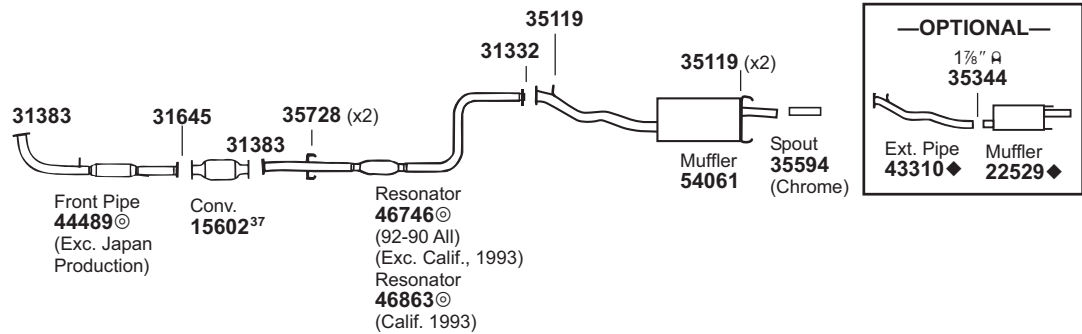 31383
31645
31383
35728 (x2)
31332
35119
35119 (x2)
Front Pipe
44489◎
(Exc. Japan
Production)
Conv.
15602³⁷
Resonator
46746◎
(92-90 All)
(Exc. Calif., 1993)
Resonator
46863◎
(Calif. 1993)
Muffler
54061
Spout
35594
(Chrome)
—OPTIONAL—
1⅞″
35344
Ext. Pipe
43310◆
Muffler
22529◆